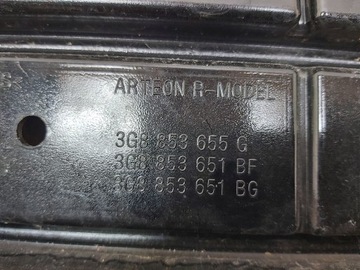 ARTEON R-MODEL
3G8 853 655 G
3G8 853 651 BF
3G8 853 651 BG